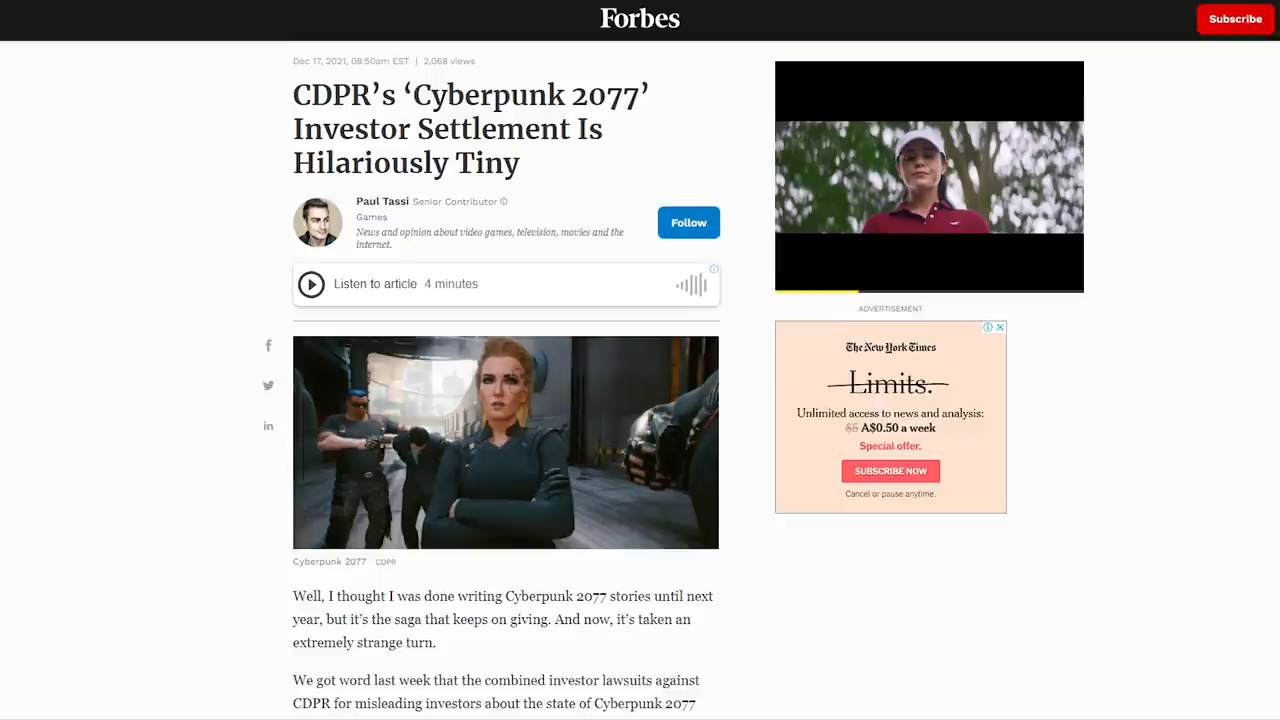 Forbes
Subscribe
Dec 17, 2021, 08:50am EST | 2,068 views
CDPR’s ‘Cyberpunk 2077’
Investor Settlement Is
Hilariously Tiny
Paul Tassi Senior Contributor
Games
News and opinion about video games, television, movies and the
internet.
Follow
Listen to article 4 minutes
Cyberpunk 2077 CDPR
Well, I thought I was done writing Cyberpunk 2077 stories until next
year, but it’s the saga that keeps on giving. And now, it’s taken an
extremely strange turn.
We got word last week that the combined investor lawsuits against
CDPR for misleading investors about the state of Cyberpunk 2077
ADVERTISEMENT
The New York Times
Limits.
Unlimited access to news and analysis:
$5 A$0.50 a week
Special offer.
SUBSCRIBE NOW
Cancel or pause anytime.